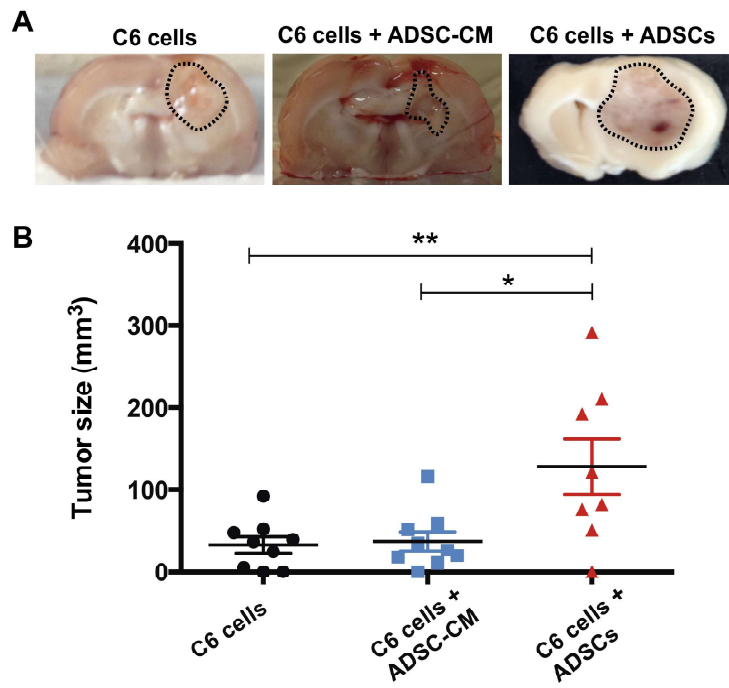 A
C6 cells
C6 cells + ADSC-CM
C6 cells + ADSCs
B
**
*
Tumor size (mm³)
400
300
200
100
0
C6 cells
C6 cells +
ADSC-CM
C6 cells +
ADSCs